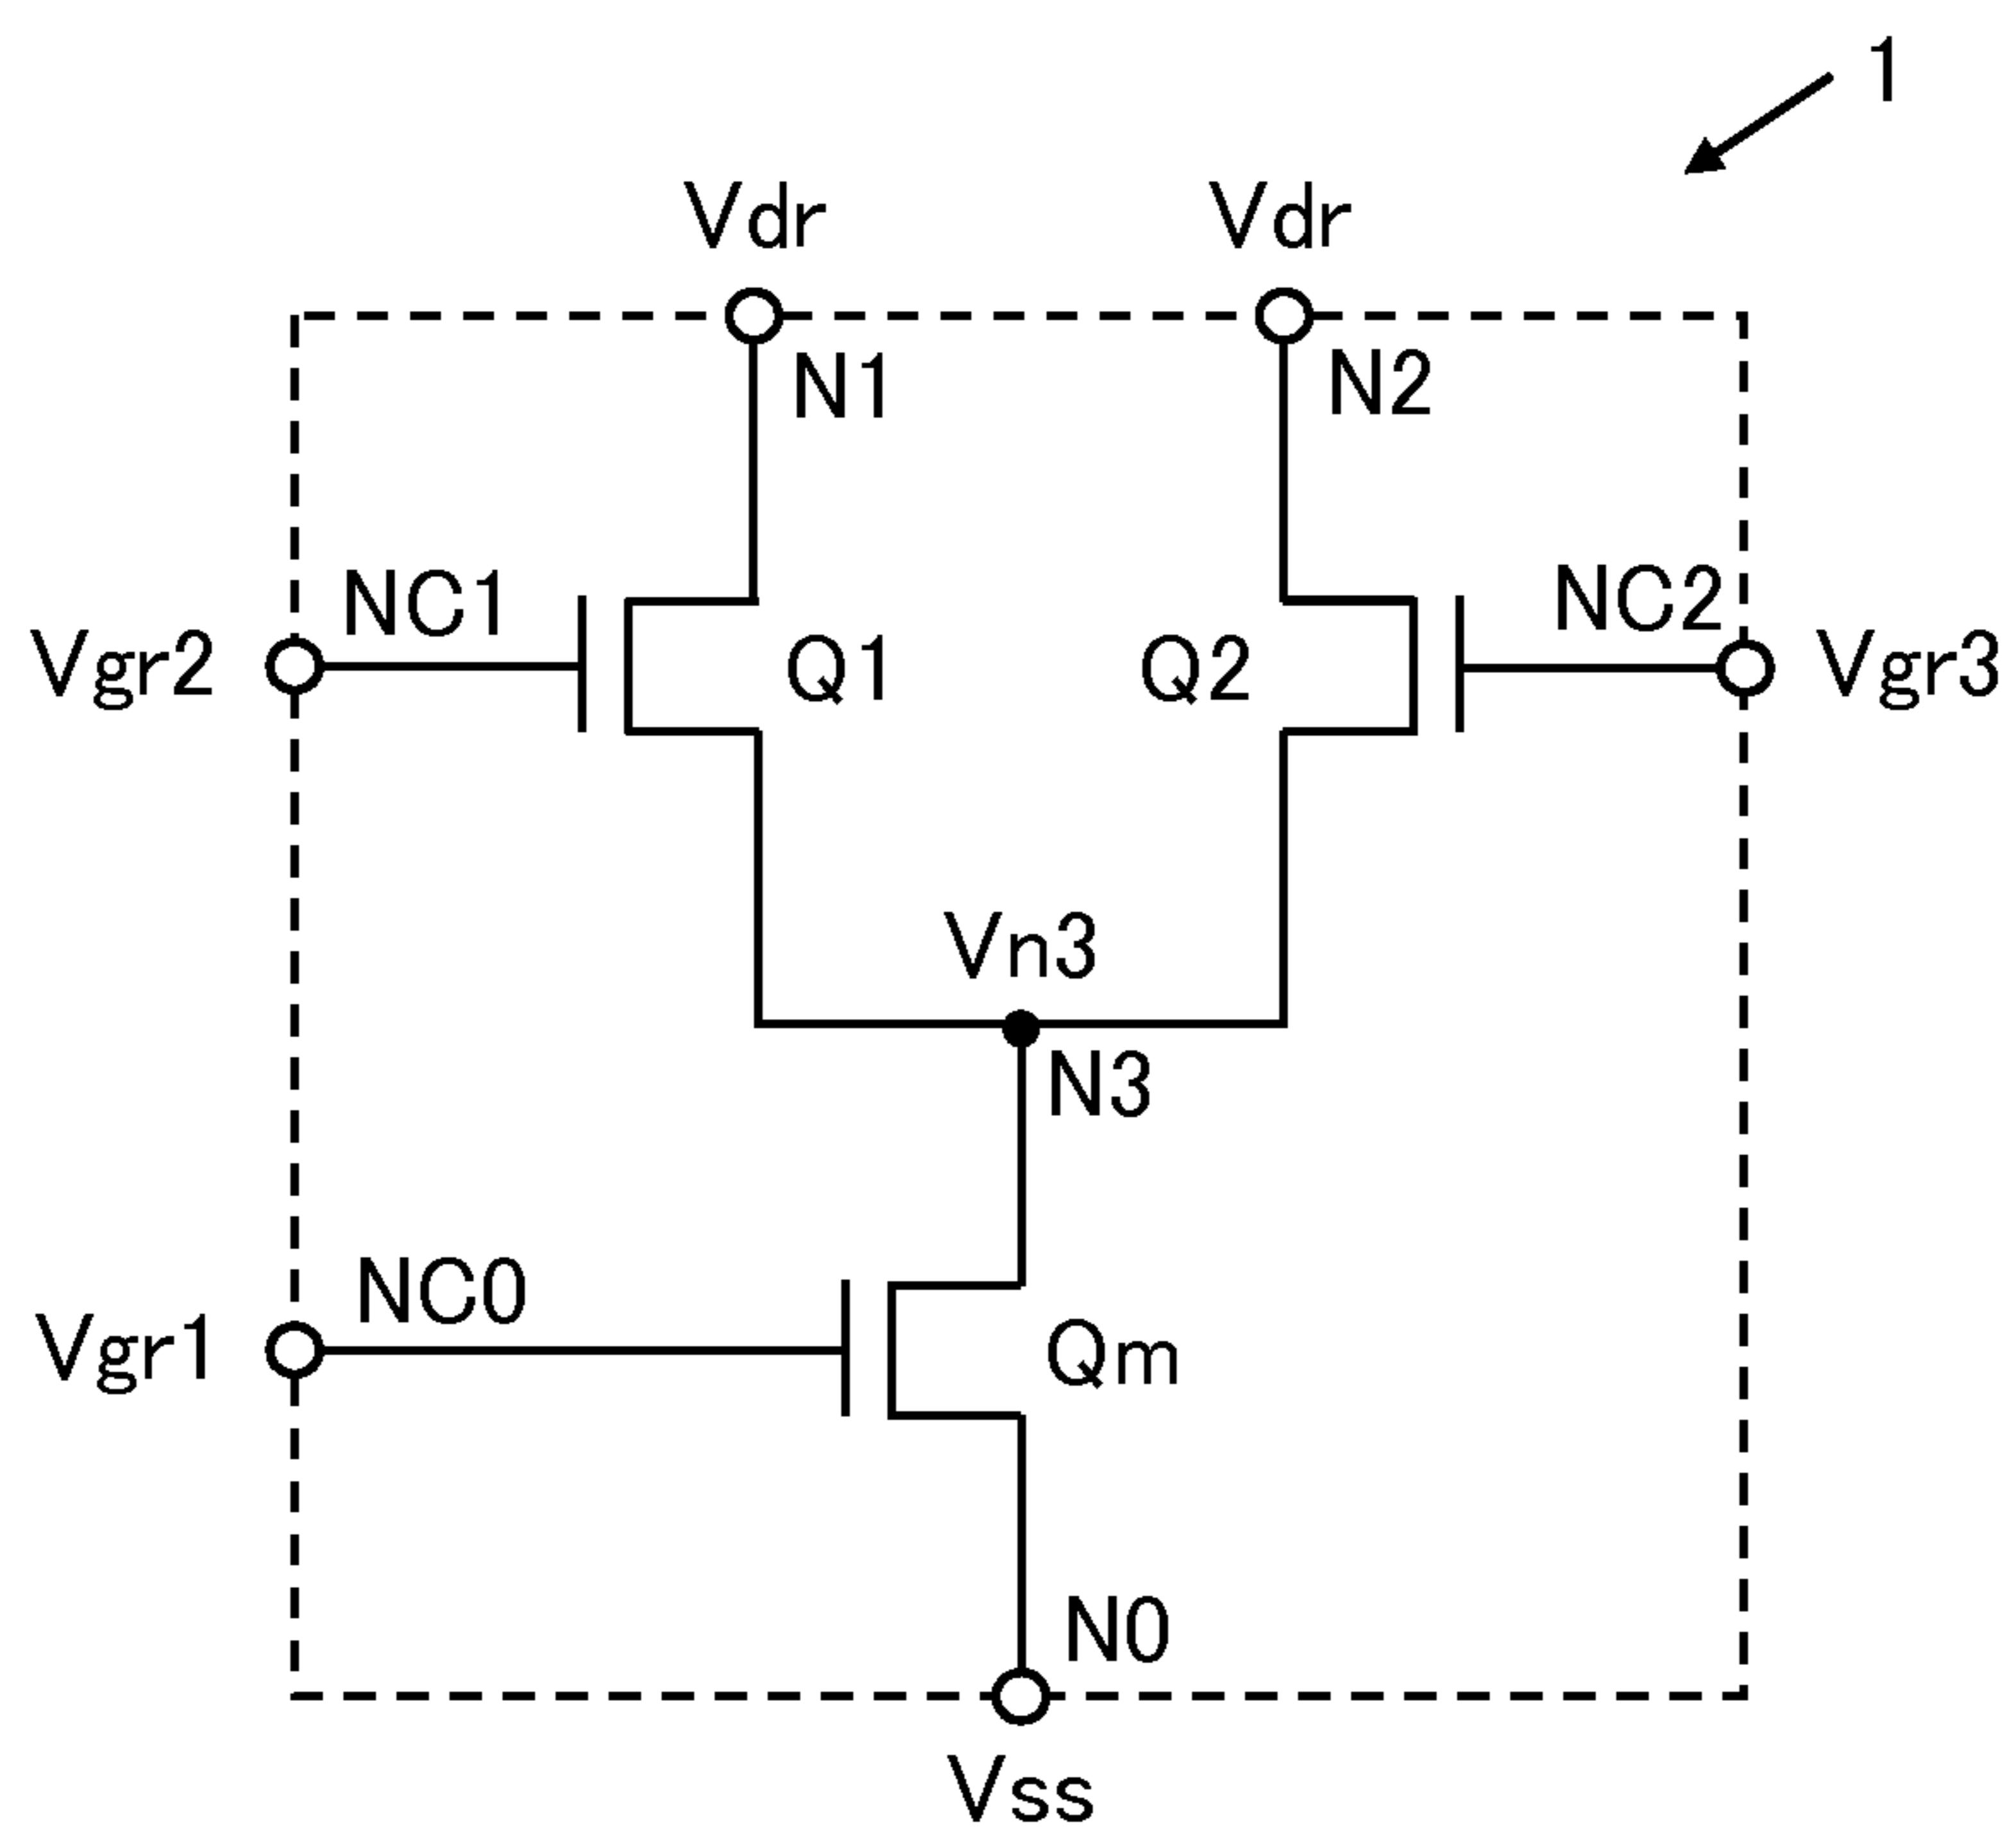 1
Vdr Vdr
N1 N2
NC1 NC2
Vgr2 Q1 Q2 Vgr3
Vn3
N3
NC0
Vgr1 Qm
N0
Vss